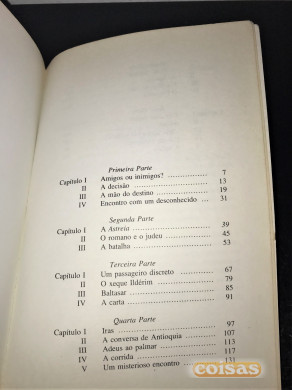 Primeira Parte
Capítulo I Amigos ou inimigos? 7
II A decisão 13
III A mão do destino 19
IV Encontro com um desconhecido 31
Segunda Parte
Capítulo I A Astreia 39
II O romano e o judeu 45
III A batalha 53
Terceira Parte
Capítulo I Um passageiro discreto 67
II O xeque Ildérim 79
III Baltasar 85
IV A carta 91
Quarta Parte
Capítulo I Iras 97
II A conversa de Antioquia 107
III Adeus ao palmar 113
IV A corrida 117
V Um misterioso encontro 131
coisas